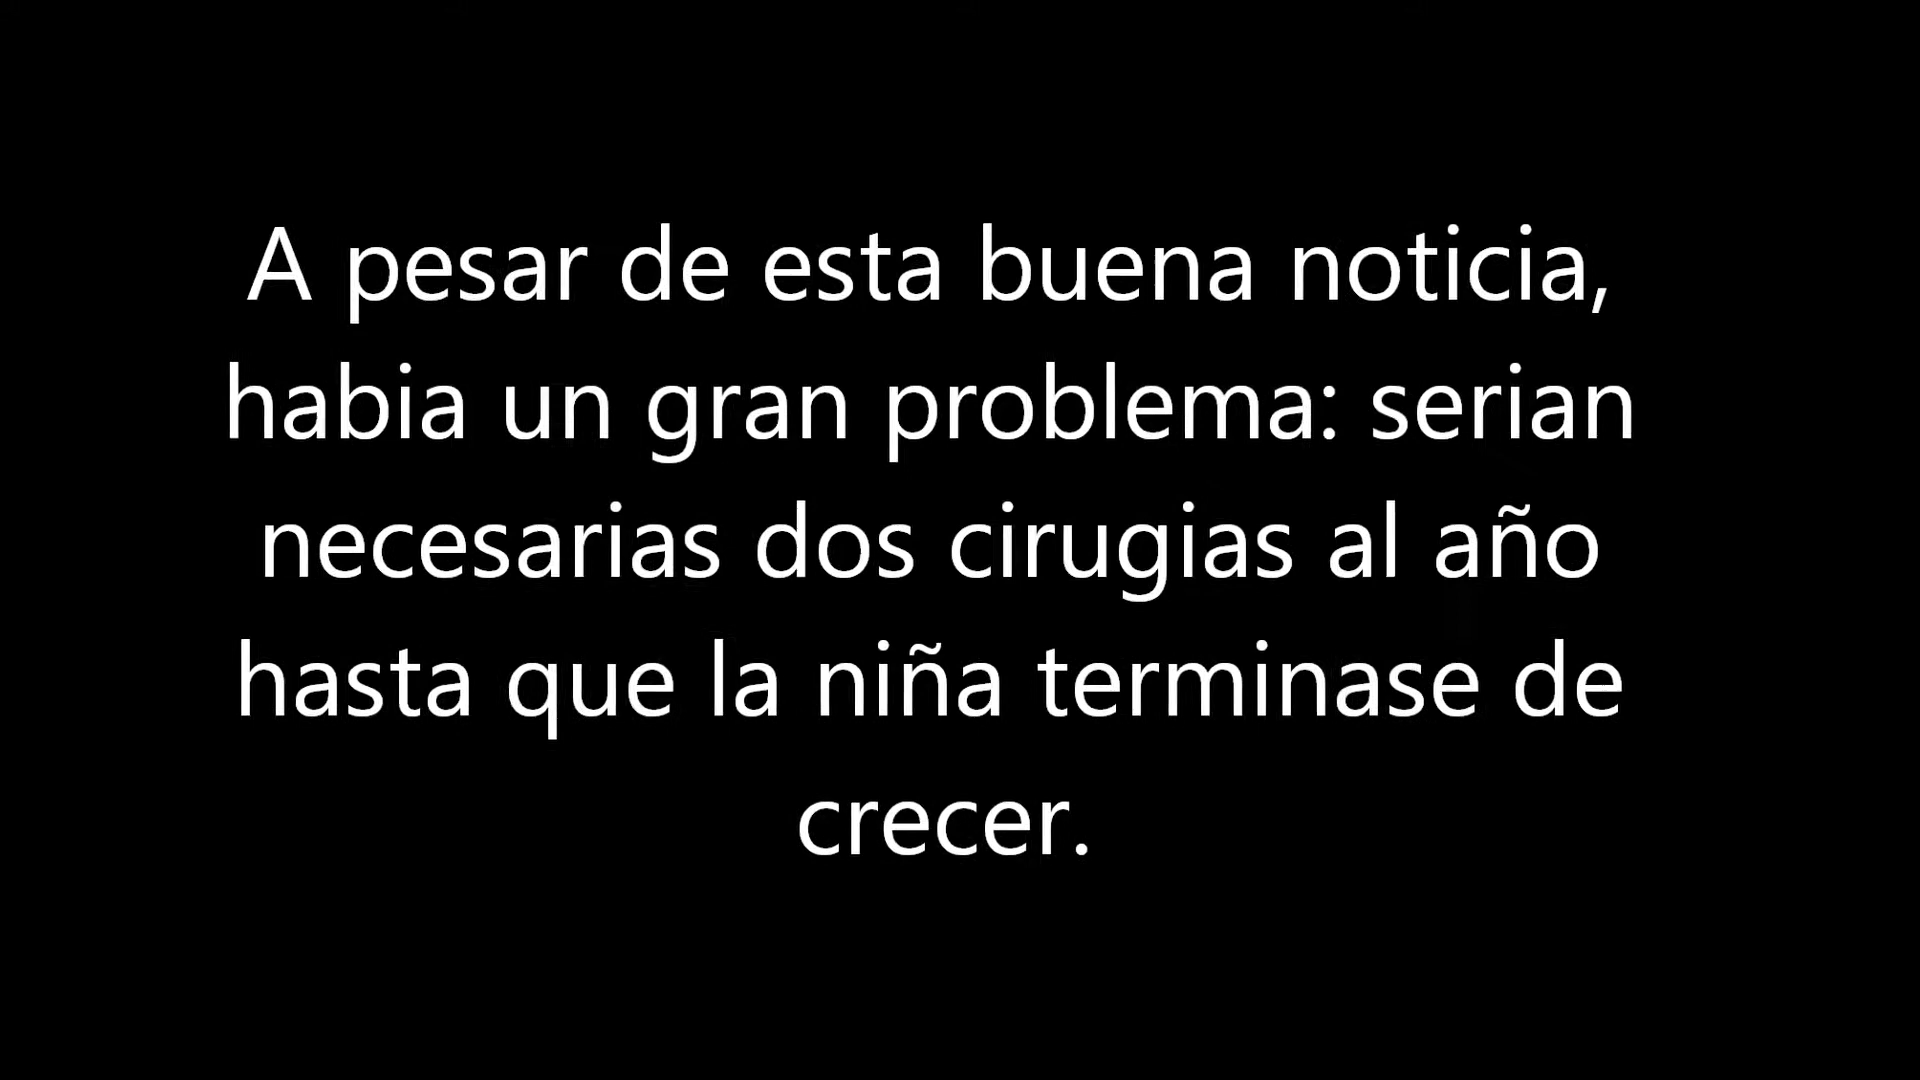 A pesar de esta buena noticia,
habia un gran problema: serian
necesarias dos cirugias al año
hasta que la niña terminase de
crecer.